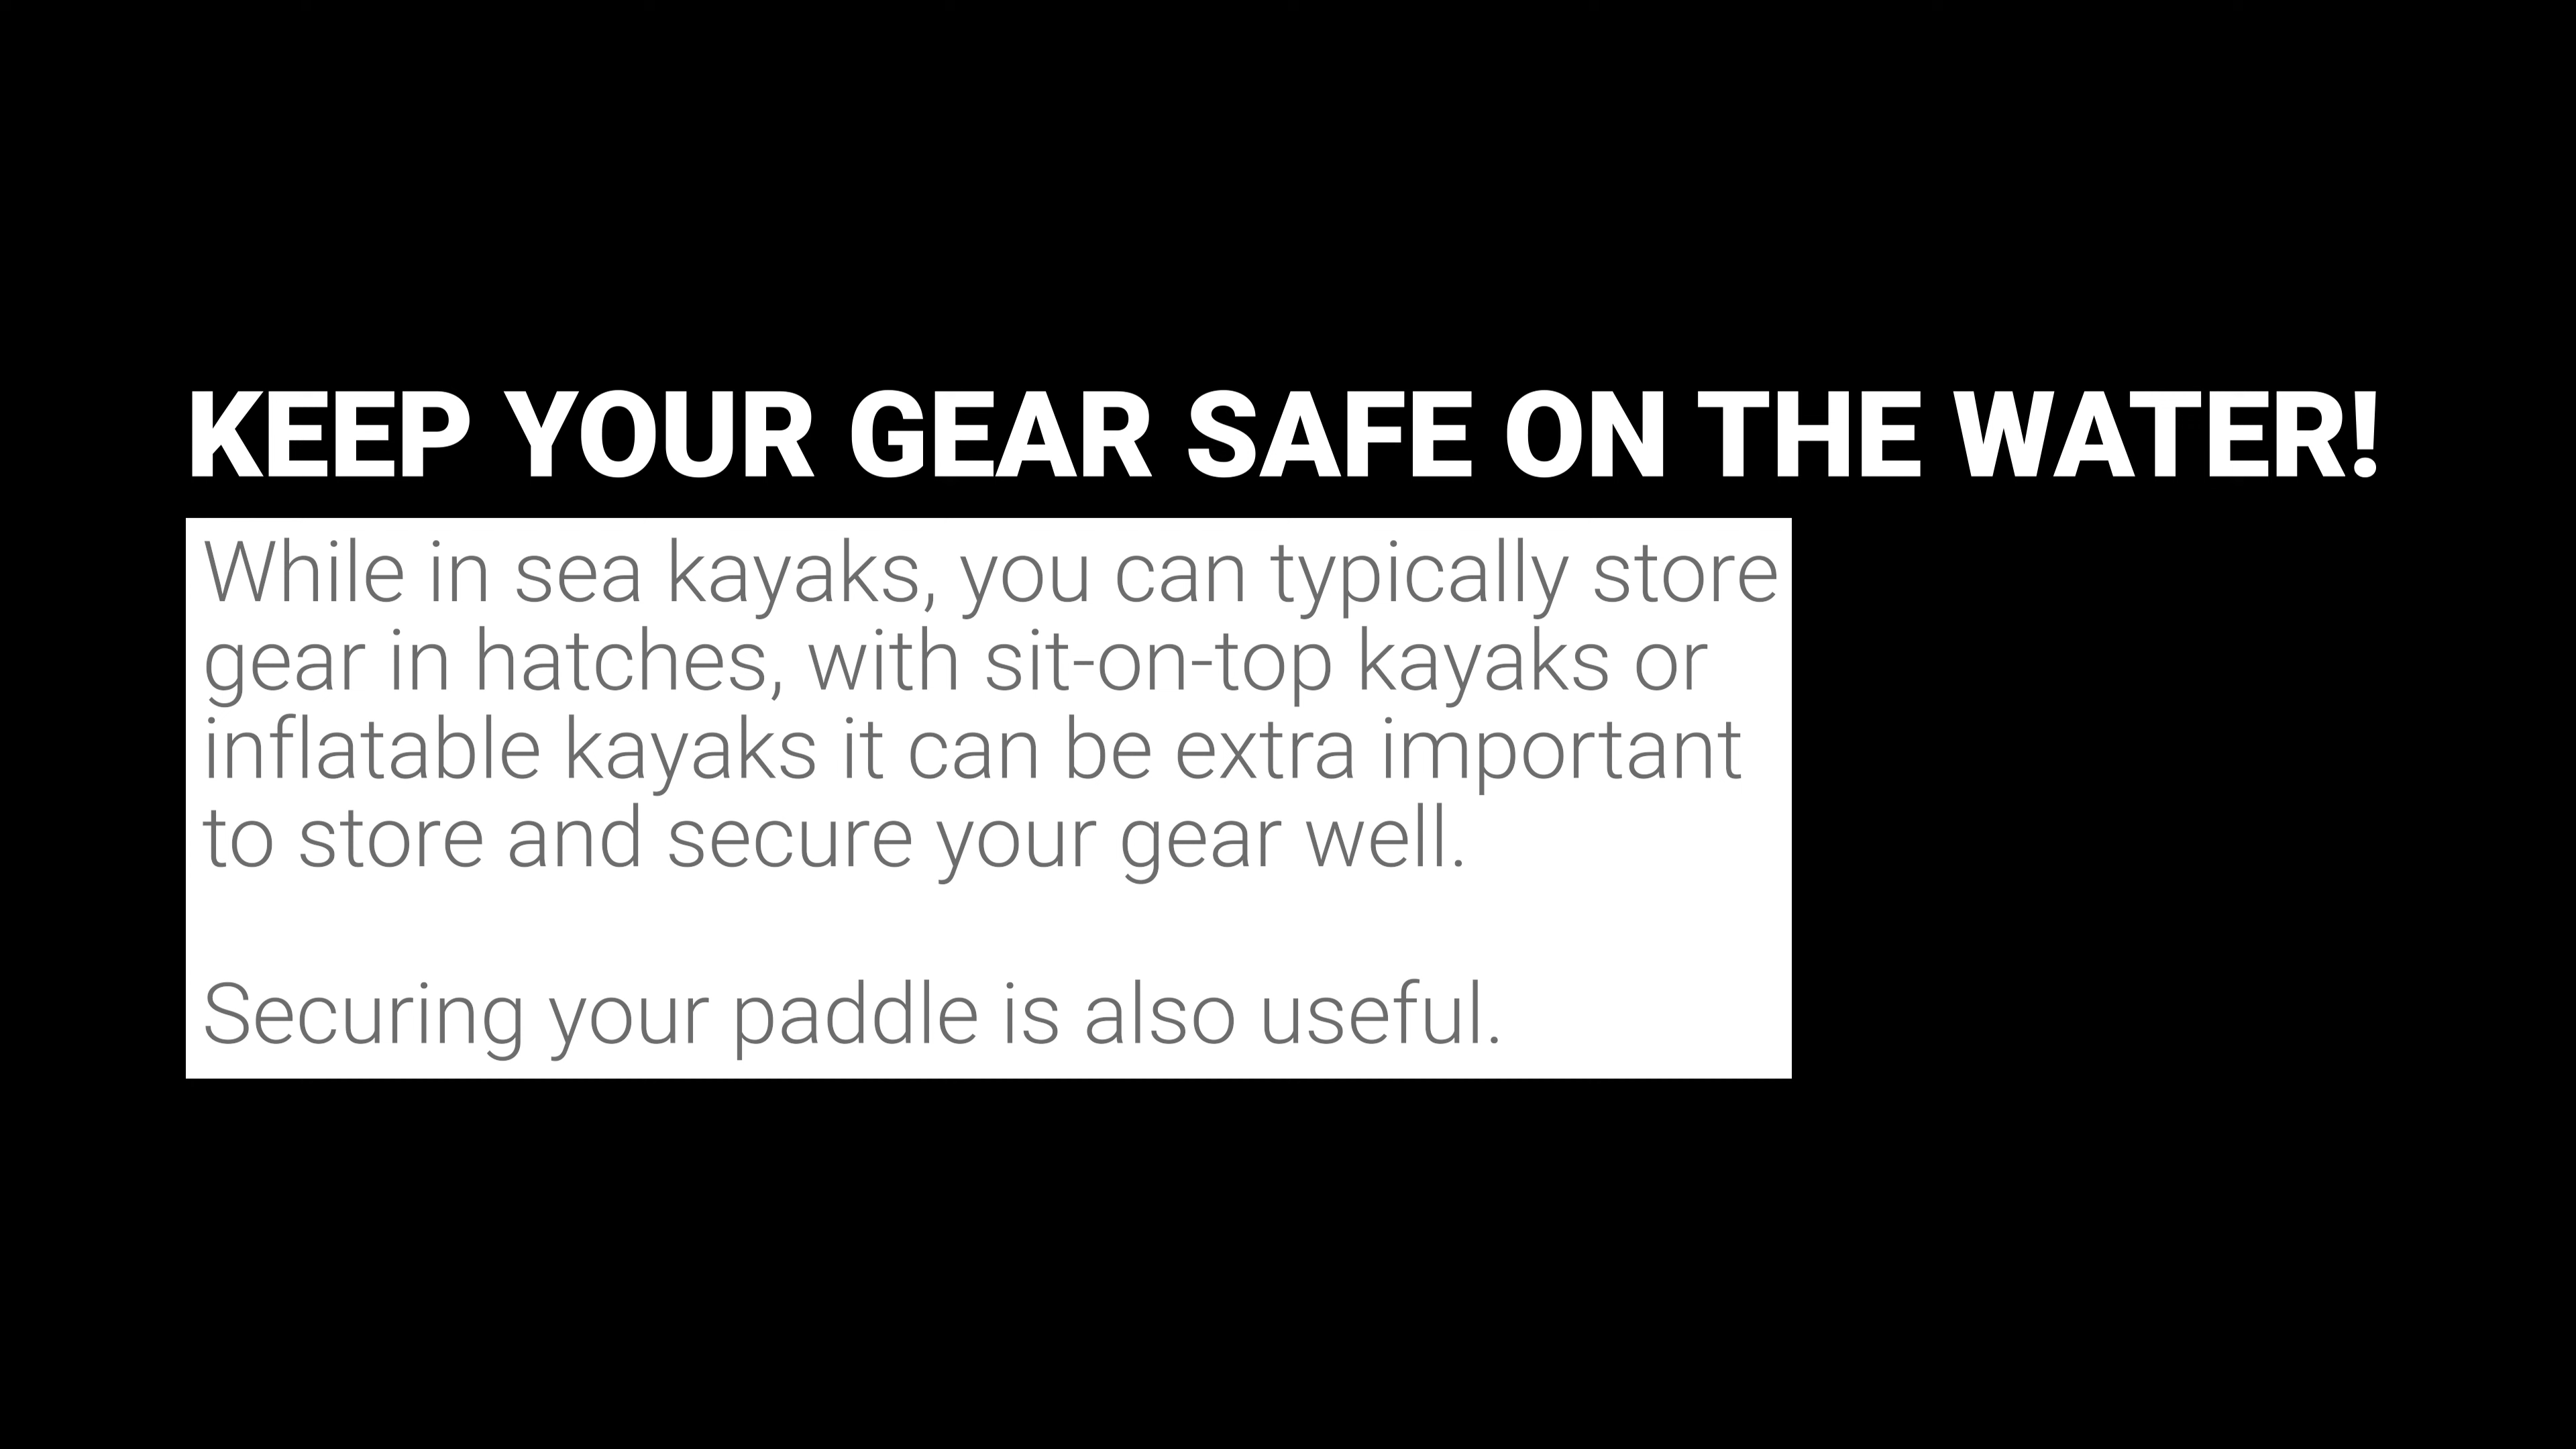 KEEP YOUR GEAR SAFE ON THE WATER!
While in sea kayaks, you can typically store
gear in hatches, with sit-on-top kayaks or
inflatable kayaks it can be extra important
to store and secure your gear well.
Securing your paddle is also useful.